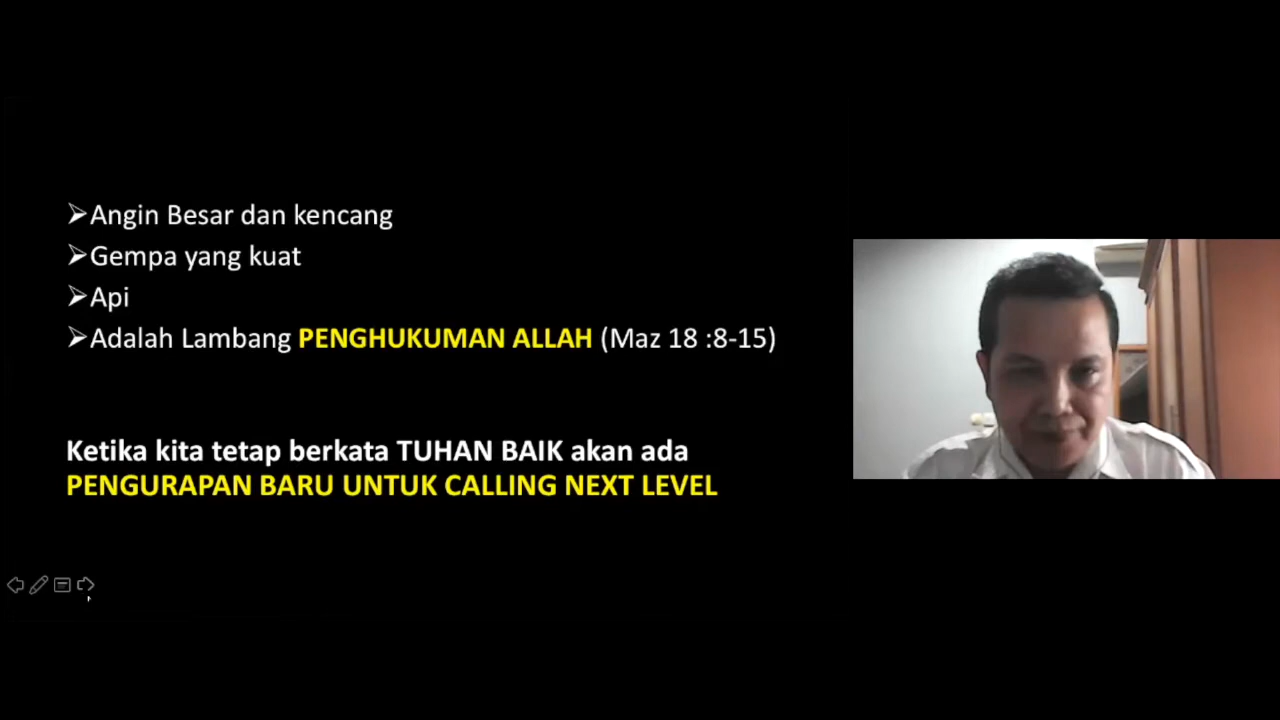 ➢Angin Besar dan kencang
➢Gempa yang kuat
➢Api
➢Adalah Lambang PENGHUKUMAN ALLAH (Maz 18 :8-15)
Ketika kita tetap berkata TUHAN BAIK akan ada
PENGURAPAN BARU UNTUK CALLING NEXT LEVEL